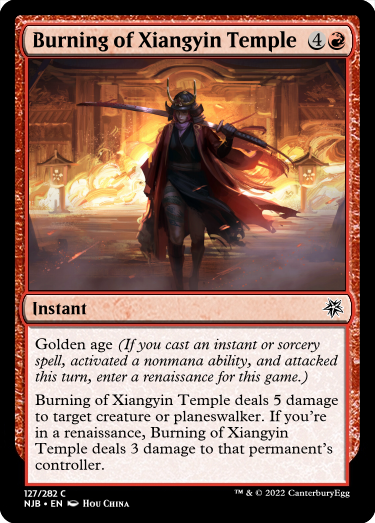 Burning of Xiangyin Temple 4
Instant
Golden age (If you cast an instant or sorcery
spell, activated a nonmana ability, and attacked
this turn, enter a renaissance for this game.)
Burning of Xiangyin Temple deals 5 damage
to target creature or planeswalker. If you're
in a renaissance, Burning of Xiangyin
Temple deals 3 damage to that permanent's
controller.
127/282 C
NJB • EN Hou China
™ & © 2022 CanterburyEgg